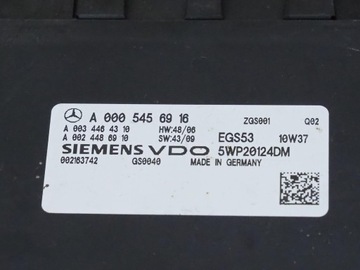 A 000 545 69 16
ZGS001 Q02
A 003 446 43 10 HW:48/06
A 002 448 69 10 SW:43/09
EGS53 10W37
SIEMENS VDO 5WP20124DM
002163742 GS0040 MADE IN GERMANY